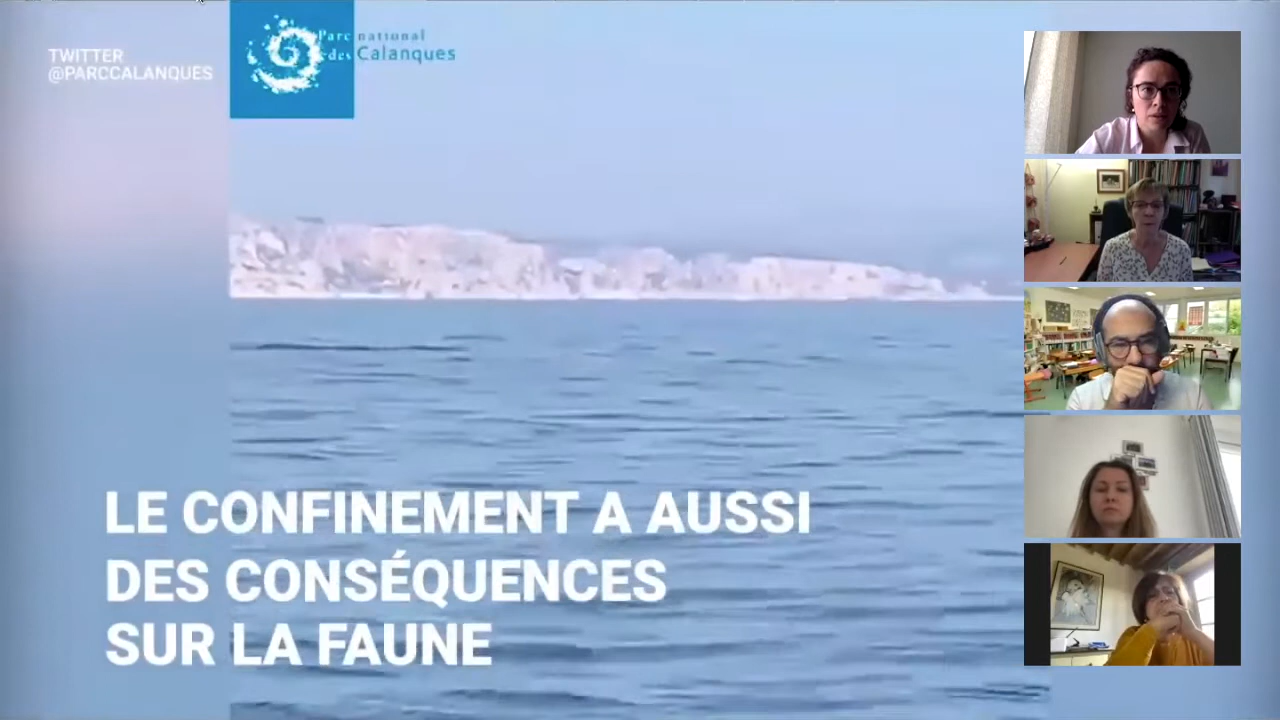 TWITTER
@PARCCALANQUES
Parc national
des Calanques
LE CONFINEMENT A AUSSI
DES CONSÉQUENCES
SUR LA FAUNE